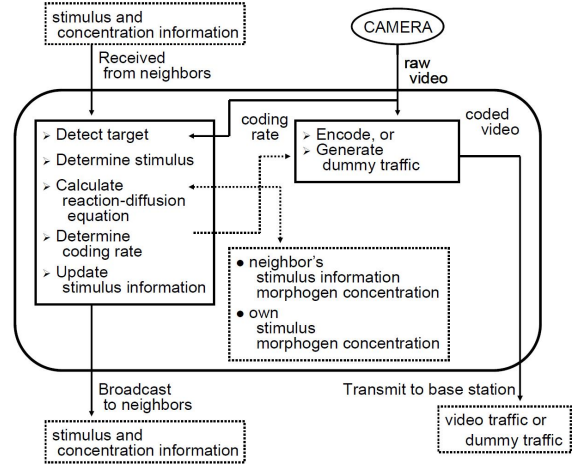 stimulus and
concentration information
CAMERA
Received
from neighbors
raw
video
coding
rate
coded
video
➢ Detect target
➢ Determine stimulus
➢ Calculate
reaction-diffusion
equation
➢ Determine
coding rate
➢ Update
stimulus information
➢ Encode, or
➢ Generate
dummy traffic
● neighbor's
stimulus information
morphogen concentration
● own
stimulus
morphogen concentration
Broadcast
to neighbors
Transmit to base station
stimulus and
concentration information
video traffic or
dummy traffic